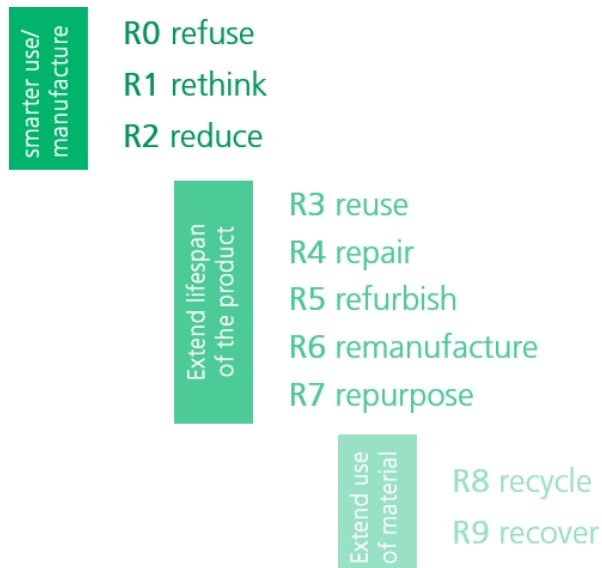 smarter use/
manufacture
R0 refuse
R1 rethink
R2 reduce
Extend lifespan
of the product
R3 reuse
R4 repair
R5 refurbish
R6 remanufacture
R7 repurpose
Extend use
of material
R8 recycle
R9 recover